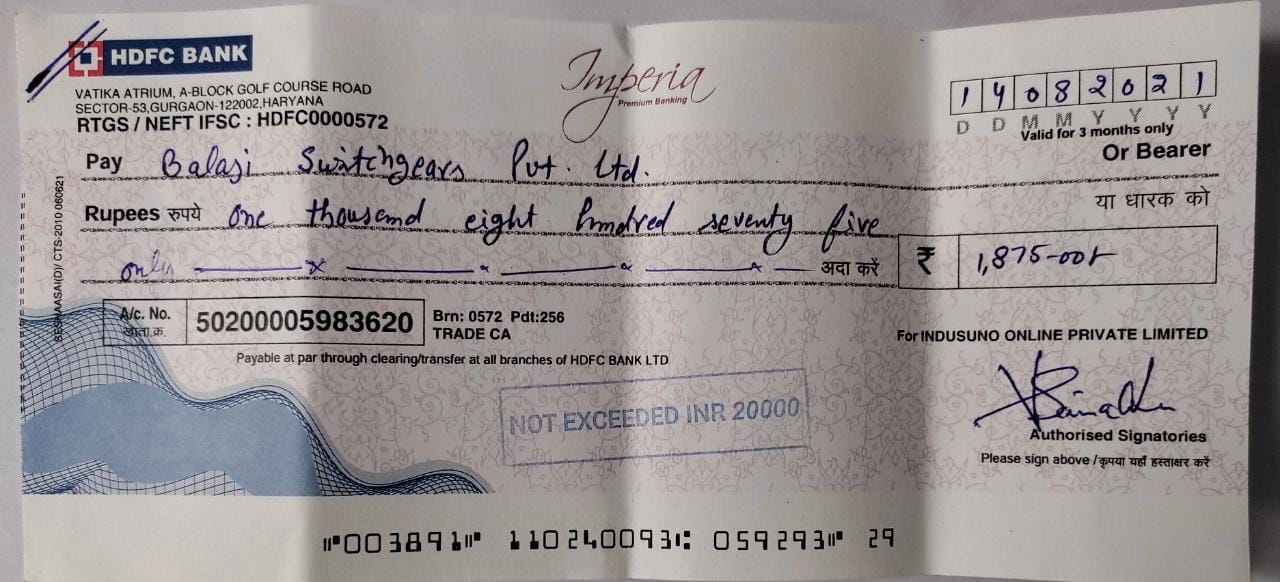 HDFC BANK
Imperia
Premium Banking
VATIKA ATRIUM, A-BLOCK GOLF COURSE ROAD
SECTOR-53,GURGAON-122002,HARYANA
RTGS / NEFT IFSC : HDFC0000572
1 4 0 8 2 0 2 1
D D M M Y Y Y Y
Valid for 3 months only
Pay Balaji Switchgears Pvt. Ltd.
Or Bearer
या धारक को
Rupees रुपये One thousand eight hundred seventy five
only अदा करें
₹ 1,875-00
CTS-2010 060621
A/c. No.
खाता.क्र.
50200005983620
Brn: 0572 Pdt:256
TRADE CA
For INDUSUNO ONLINE PRIVATE LIMITED
Payable at par through clearing/transfer at all branches of HDFC BANK LTD
NOT EXCEEDED INR 20000
Authorised Signatories
Please sign above /कृपया यहाँ हस्ताक्षर करें
⑈003891⑈ 110240093⑆ 059293⑈ 29